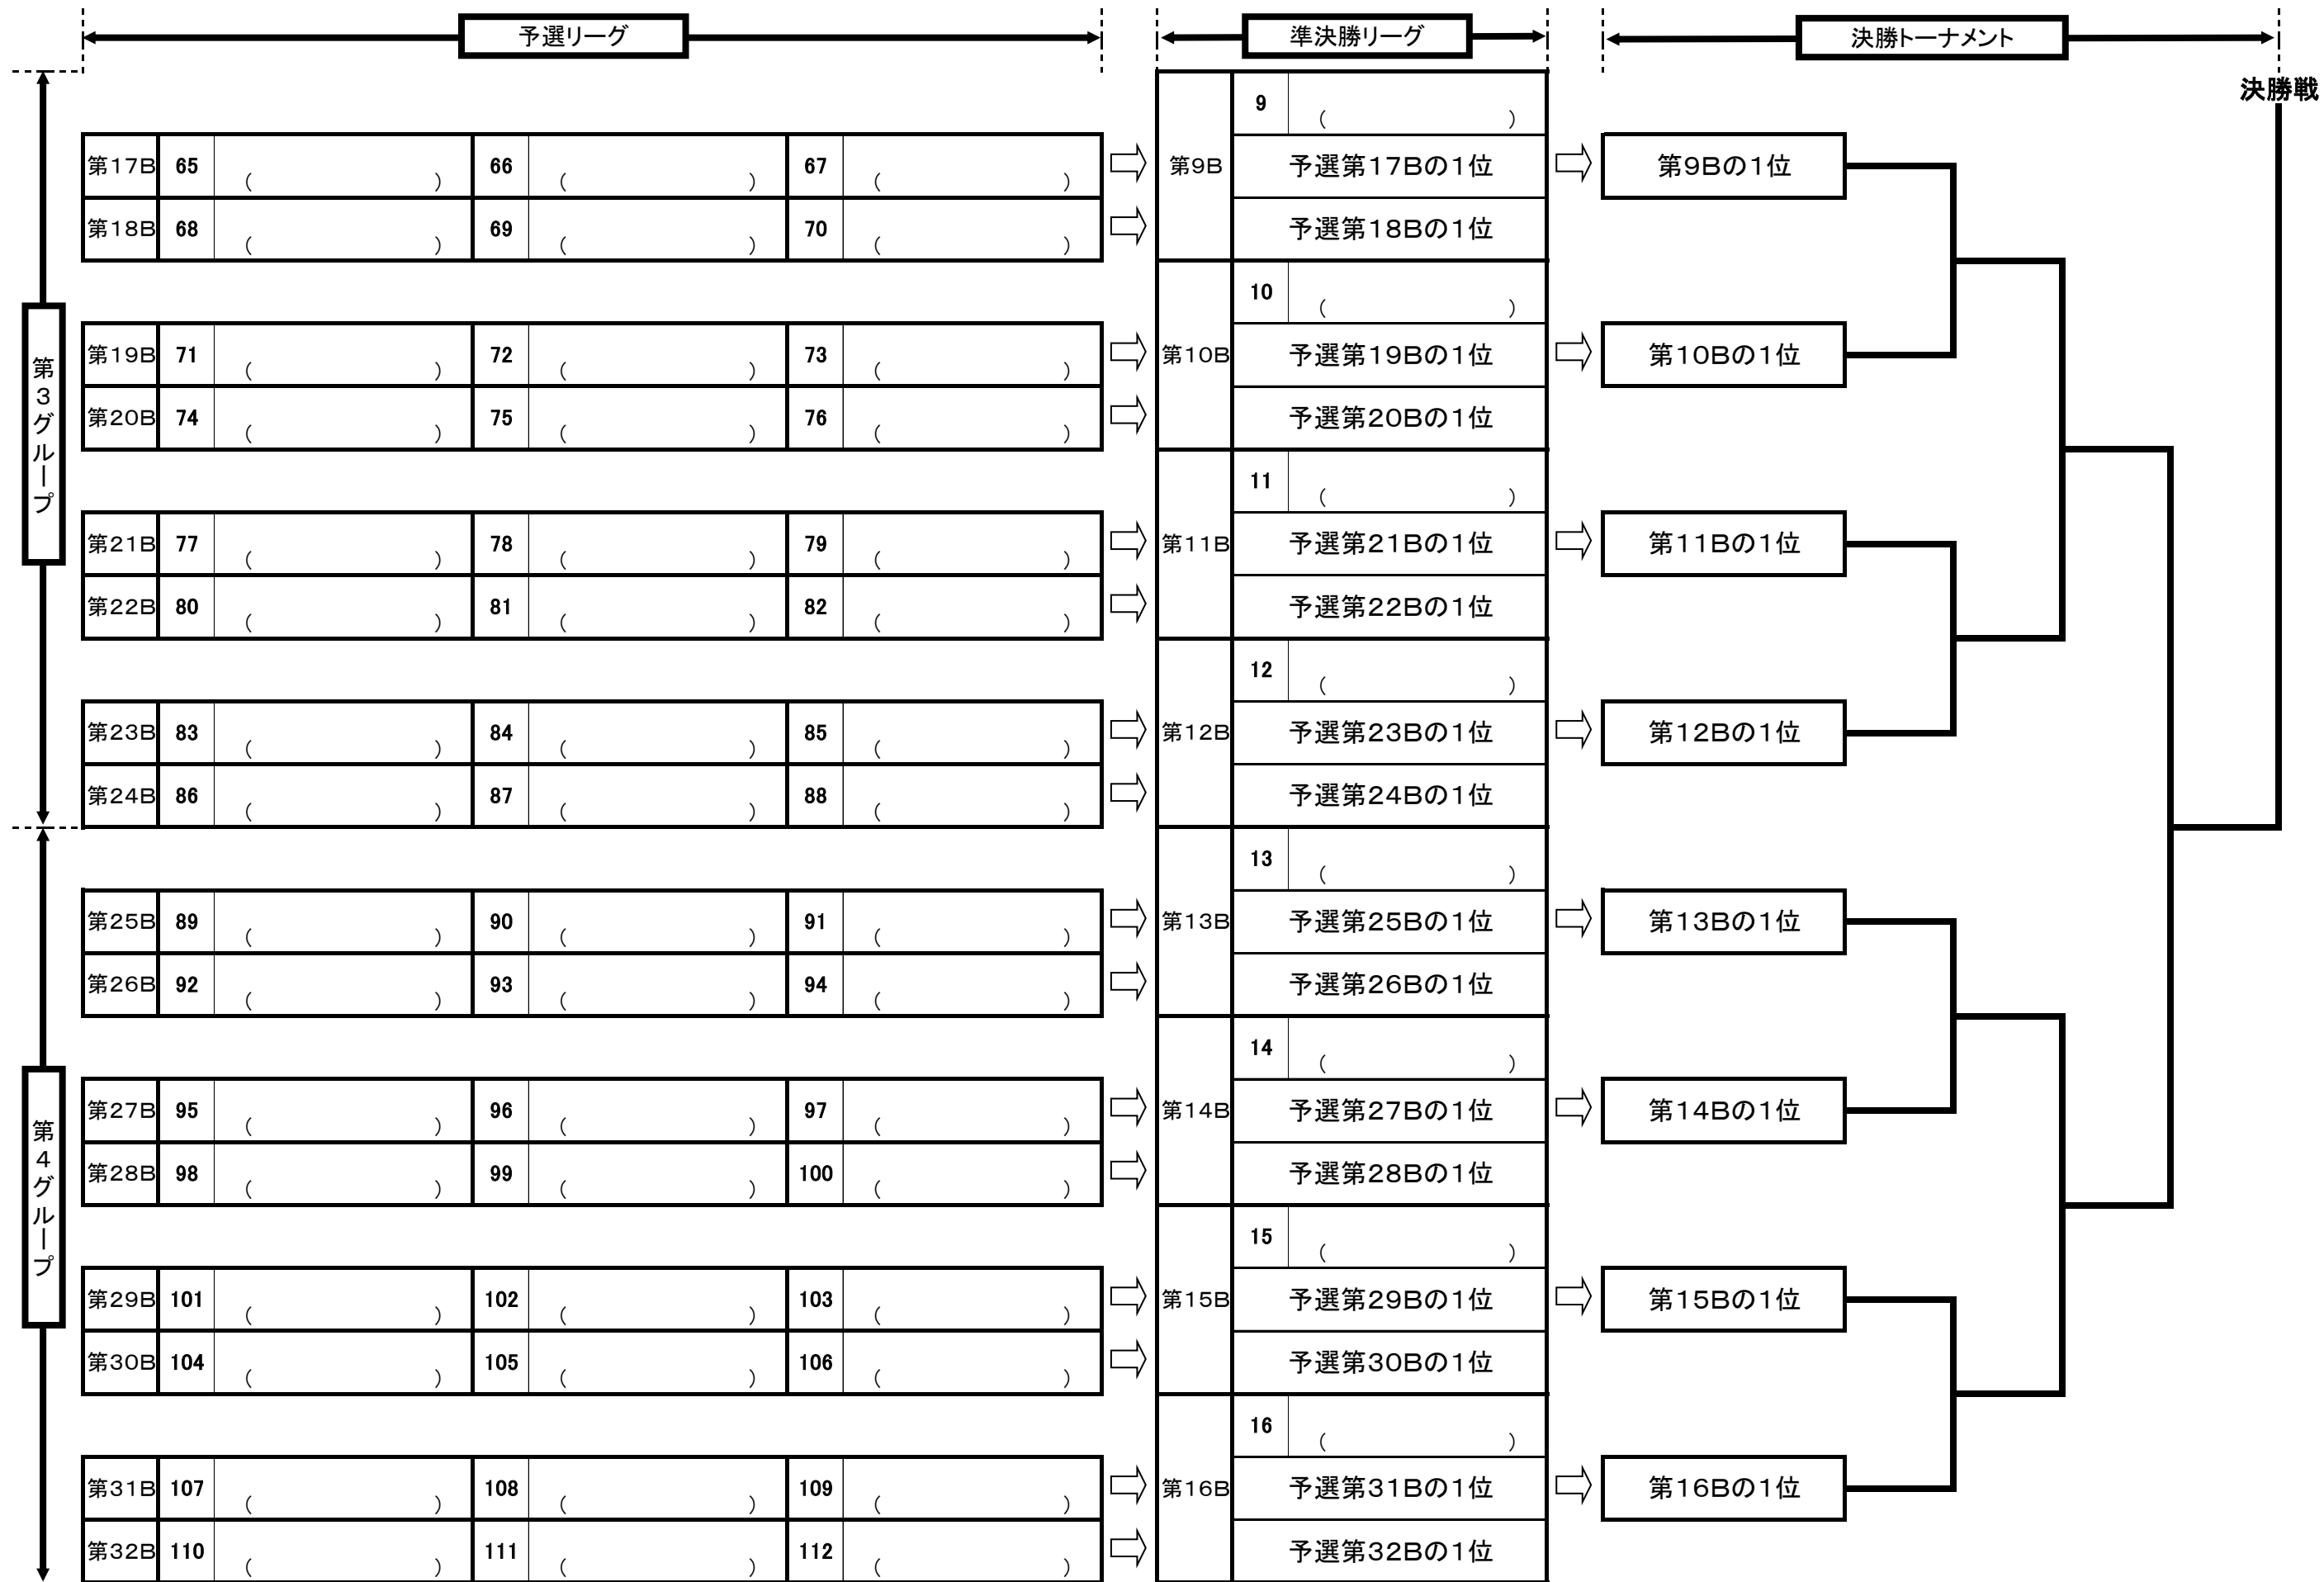 予選リーグ 準決勝リーグ 決勝トーナメント
決勝戦
9 ( )
第17B 65 ( ) 66 ( ) 67 ( ) 第9B 予選第17Bの1位 第9Bの1位
第18B 68 ( ) 69 ( ) 70 ( ) 予選第18Bの1位
10 ( )
第3グループ
第19B 71 ( ) 72 ( ) 73 ( ) 第10B 予選第19Bの1位 第10Bの1位
第20B 74 ( ) 75 ( ) 76 ( ) 予選第20Bの1位
11 ( )
第21B 77 ( ) 78 ( ) 79 ( ) 第11B 予選第21Bの1位 第11Bの1位
第22B 80 ( ) 81 ( ) 82 ( ) 予選第22Bの1位
12 ( )
第23B 83 ( ) 84 ( ) 85 ( ) 第12B 予選第23Bの1位 第12Bの1位
第24B 86 ( ) 87 ( ) 88 ( ) 予選第24Bの1位
13 ( )
第25B 89 ( ) 90 ( ) 91 ( ) 第13B 予選第25Bの1位 第13Bの1位
第26B 92 ( ) 93 ( ) 94 ( ) 予選第26Bの1位
14 ( )
第4グループ
第27B 95 ( ) 96 ( ) 97 ( ) 第14B 予選第27Bの1位 第14Bの1位
第28B 98 ( ) 99 ( ) 100 ( ) 予選第28Bの1位
15 ( )
第29B 101 ( ) 102 ( ) 103 ( ) 第15B 予選第29Bの1位 第15Bの1位
第30B 104 ( ) 105 ( ) 106 ( ) 予選第30Bの1位
16 ( )
第31B 107 ( ) 108 ( ) 109 ( ) 第16B 予選第31Bの1位 第16Bの1位
第32B 110 ( ) 111 ( ) 112 ( ) 予選第32Bの1位